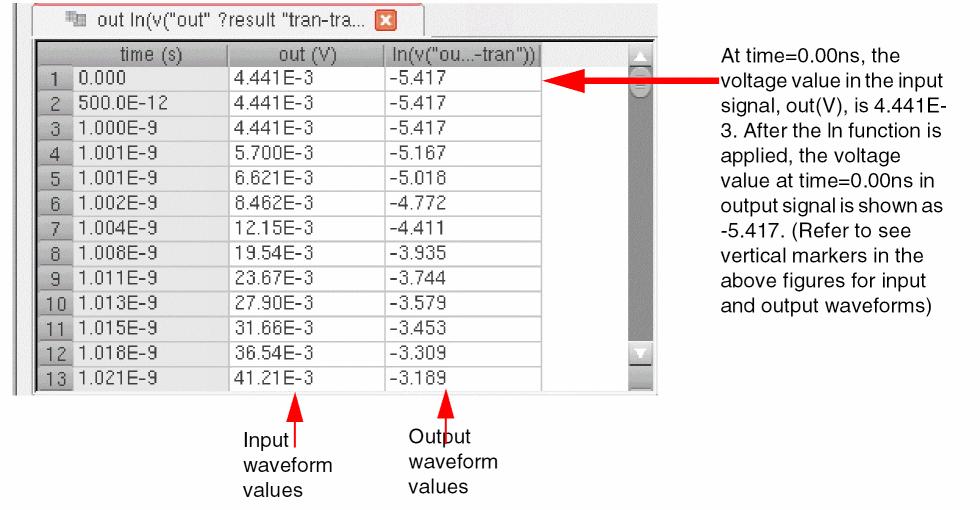 out ln(v("out" ?result "tran-tra...
time (s) out (V) ln(v("ou...-tran"))
1 0.000 4.441E-3 -5.417
2 500.0E-12 4.441E-3 -5.417
3 1.000E-9 4.441E-3 -5.417
4 1.001E-9 5.700E-3 -5.167
5 1.001E-9 6.621E-3 -5.018
6 1.002E-9 8.462E-3 -4.772
7 1.004E-9 12.15E-3 -4.411
8 1.008E-9 19.54E-3 -3.935
9 1.011E-9 23.67E-3 -3.744
10 1.013E-9 27.90E-3 -3.579
11 1.015E-9 31.66E-3 -3.453
12 1.018E-9 36.54E-3 -3.309
13 1.021E-9 41.21E-3 -3.189
At time=0.00ns, the
voltage value in the input
signal, out(V), is 4.441E-
3. After the ln function is
applied, the voltage
value at time=0.00ns in
output signal is shown as
-5.417. (Refer to see
vertical markers in the
above figures for input
and output waveforms)
Input
waveform
values
Output
waveform
values